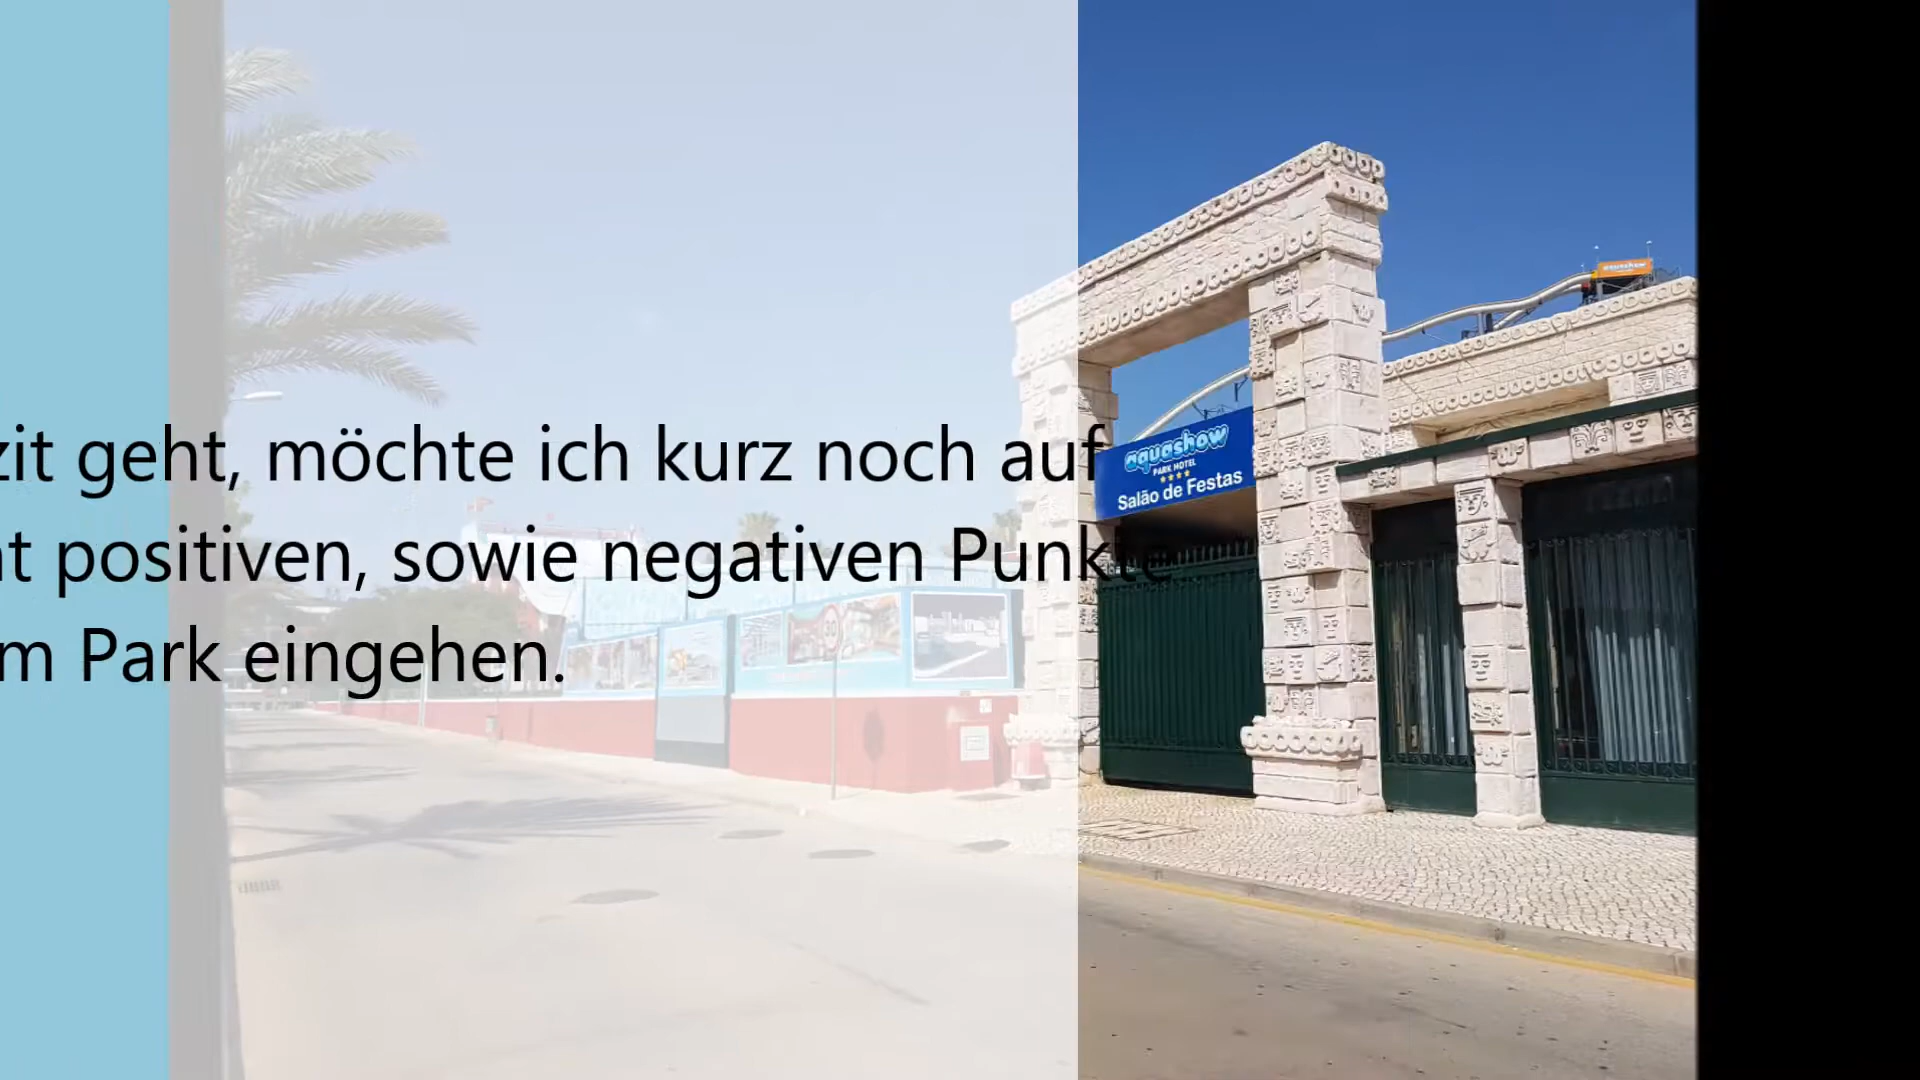 zit geht, möchte ich kurz noch auf
t positiven, sowie negativen Punkte
m Park eingehen.
aquashow
aquashow
PARK HOTEL
Salão de Festas